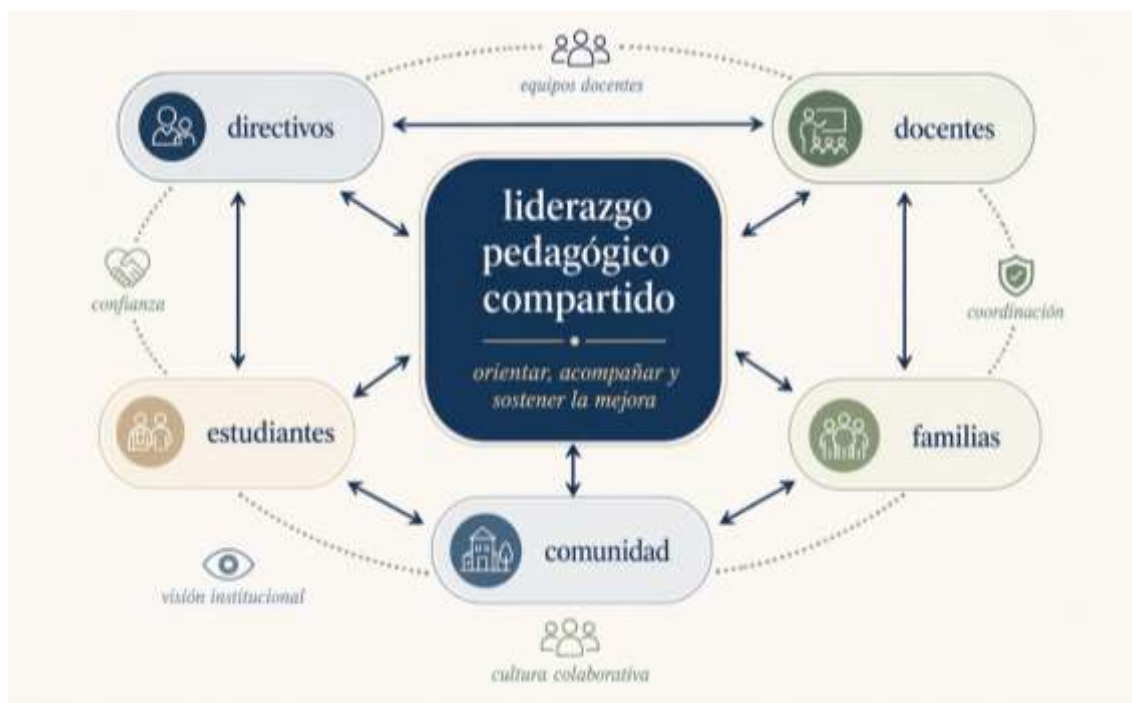 equipos docentes
directivos
docentes
liderazgo
pedagógico
compartido
orientar, acompañar y
sostener la mejora
confianza
coordinación
estudiantes
familias
comunidad
visión institucional
cultura colaborativa